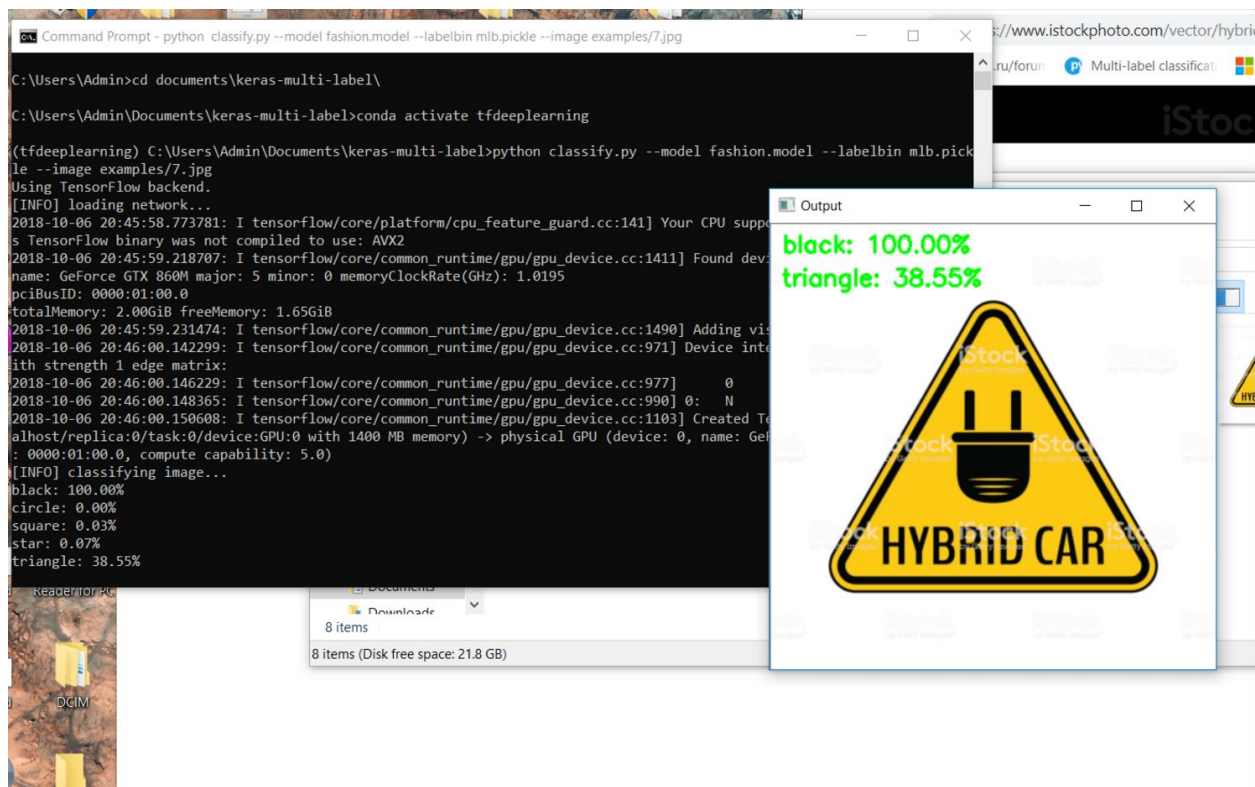 Command Prompt - python classify.py --model fashion.model --labelbin mlb.pickle --image examples/7.jpg
C:\Users\Admin>cd documents\keras-multi-label\
C:\Users\Admin\Documents\keras-multi-label>conda activate tfdeeplearning
(tfdeeplearning) C:\Users\Admin\Documents\keras-multi-label>python classify.py --model fashion.model --labelbin mlb.pick
le --image examples/7.jpg
Using TensorFlow backend.
[INFO] loading network...
2018-10-06 20:45:58.773781: I tensorflow/core/platform/cpu_feature_guard.cc:141] Your CPU suppo
s TensorFlow binary was not compiled to use: AVX2
2018-10-06 20:45:59.218707: I tensorflow/core/common_runtime/gpu/gpu_device.cc:1411] Found devi
name: GeForce GTX 860M major: 5 minor: 0 memoryClockRate(GHz): 1.0195
pciBusID: 0000:01:00.0
totalMemory: 2.00GiB freeMemory: 1.65GiB
2018-10-06 20:45:59.231474: I tensorflow/core/common_runtime/gpu/gpu_device.cc:1490] Adding vis
2018-10-06 20:46:00.142299: I tensorflow/core/common_runtime/gpu/gpu_device.cc:971] Device inte
ith strength 1 edge matrix:
2018-10-06 20:46:00.146229: I tensorflow/core/common_runtime/gpu/gpu_device.cc:977] 0
2018-10-06 20:46:00.148365: I tensorflow/core/common_runtime/gpu/gpu_device.cc:990] 0: N
2018-10-06 20:46:00.150608: I tensorflow/core/common_runtime/gpu/gpu_device.cc:1103] Created Te
alhost/replica:0/task:0/device:GPU:0 with 1400 MB memory) -> physical GPU (device: 0, name: GeF
: 0000:01:00.0, compute capability: 5.0)
[INFO] classifying image...
black: 100.00%
circle: 0.00%
square: 0.03%
star: 0.07%
triangle: 38.55%
://www.istockphoto.com/vector/hybri
.ru/forum
Multi-label classificati
iStoc
Output
black: 100.00%
triangle: 38.55%
iStock
iStock
HYBRID CAR
iStock
HYB
Reader for PC
Documents
Downloads
8 items
8 items (Disk free space: 21.8 GB)
DCIM